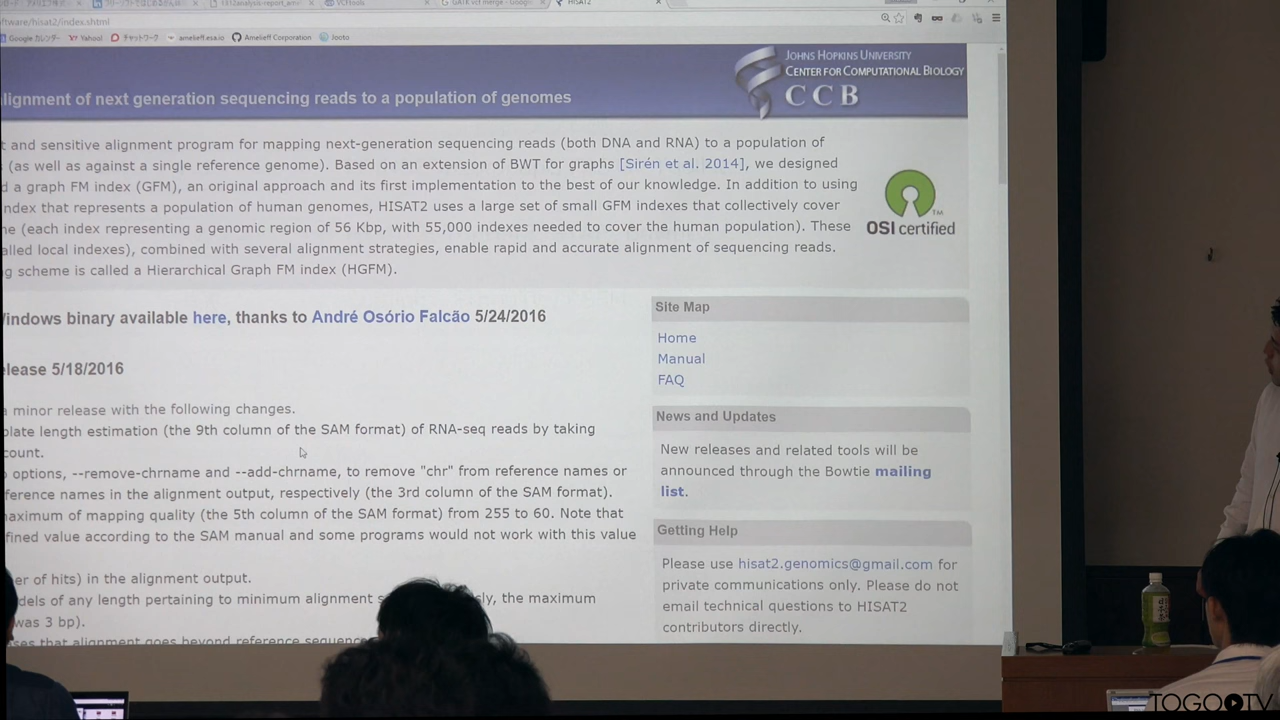 1312analysis-report_amel
VCFtools
GATK vcf merge - Google
HISAT2
ftware/hisat2/index.shtml
Google カレンダー
Yahoo!
チャットワーク
amelieff.esa.io
Amelieff Corporation
Jooto
JOHNS HOPKINS UNIVERSITY
CENTER FOR COMPUTATIONAL BIOLOGY
CCB
lignment of next generation sequencing reads to a population of genomes
t and sensitive alignment program for mapping next-generation sequencing reads (both DNA and RNA) to a population of
(as well as against a single reference genome). Based on an extension of BWT for graphs [Sirén et al. 2014], we designed
d a graph FM index (GFM), an original approach and its first implementation to the best of our knowledge. In addition to using
ndex that represents a population of human genomes, HISAT2 uses a large set of small GFM indexes that collectively cover
e (each index representing a genomic region of 56 Kbp, with 55,000 indexes needed to cover the human population). These
alled local indexes), combined with several alignment strategies, enable rapid and accurate alignment of sequencing reads.
g scheme is called a Hierarchical Graph FM index (HGFM).
TM
OSI certified
indows binary available here, thanks to André Osório Falcão 5/24/2016
elease 5/18/2016
a minor release with the following changes.
plate length estimation (the 9th column of the SAM format) of RNA-seq reads by taking
count.
o options, --remove-chrname and --add-chrname, to remove "chr" from reference names or
ference names in the alignment output, respectively (the 3rd column of the SAM format).
aximum of mapping quality (the 5th column of the SAM format) from 255 to 60. Note that
fined value according to the SAM manual and some programs would not work with this value
er of hits) in the alignment output.
dels of any length pertaining to minimum alignment s ly, the maximum
was 3 bp).
ses that alignment goes beyond reference sequence
Site Map
Home
Manual
FAQ
News and Updates
New releases and related tools will be
announced through the Bowtie mailing
list.
Getting Help
Please use hisat2.genomics@gmail.com for
private communications only. Please do not
email technical questions to HISAT2
contributors directly.
TOGOTV